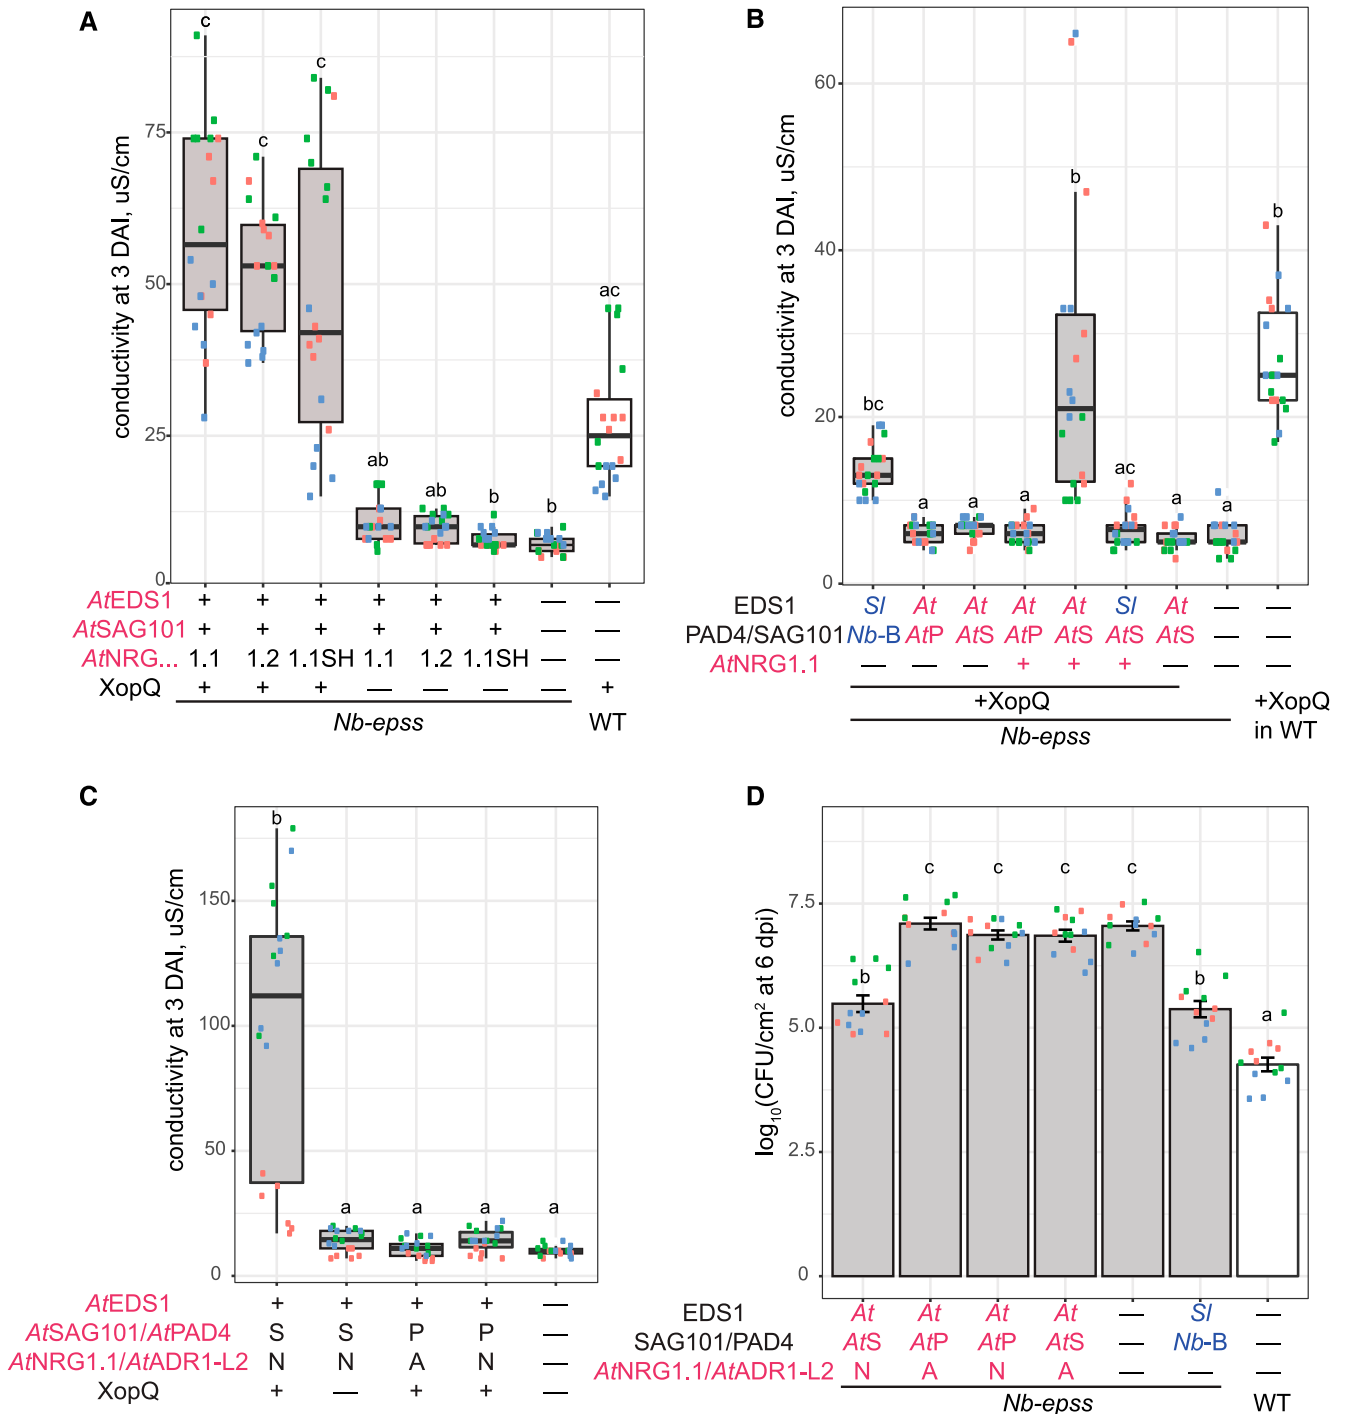 A
conductivity at 3 DAI, uS/cm
75
50
25
0
c
c
c
ab
ab
b
b
ac
AtEDS1 + + + + + + — —
AtSAG101 + + + + + + — —
AtNRG... 1.1 1.2 1.1SH 1.1 1.2 1.1SH — —
XopQ + + + — — — — +
Nb-epss WT
B
conductivity at 3 DAI, uS/cm
60
40
20
0
bc
a
a
a
b
ac
a
a
b
EDS1 Sl At At At At Sl At — —
PAD4/SAG101 Nb-B AtP AtS AtP AtS AtS AtS — —
AtNRG1.1 — — — + + + — — —
+XopQ +XopQ
Nb-epss in WT
C
conductivity at 3 DAI, uS/cm
150
100
50
0
b
a
a
a
a
AtEDS1 + + + + —
AtSAG101/AtPAD4 S S P P —
AtNRG1.1/AtADR1-L2 N N A N —
XopQ + — + + —
D
log10(CFU/cm² at 6 dpi)
7.5
5.0
2.5
0
b
c
c
c
c
b
a
EDS1 At At At At — Sl —
SAG101/PAD4 AtS AtP AtP AtS — Nb-B —
AtNRG1.1/AtADR1-L2 N A N A — — —
Nb-epss WT